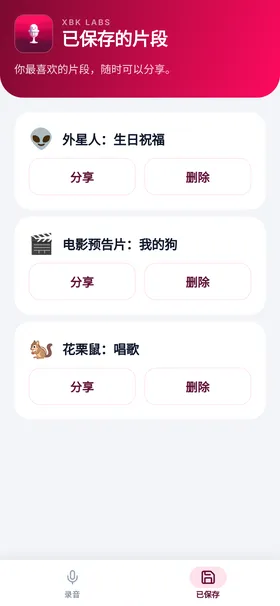 XBK LABS
已保存的片段
你最喜欢的片段，随时可以分享。
外星人：生日祝福
分享
删除
电影预告片：我的狗
分享
删除
花栗鼠：唱歌
分享
删除
录音
已保存